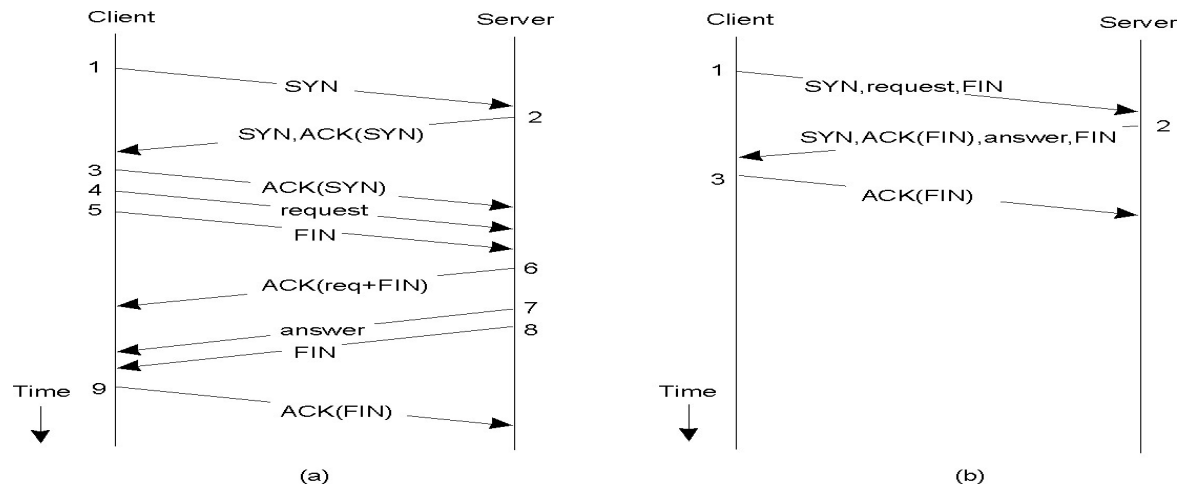 Client
Server
1
SYN
2
SYN,ACK(SYN)
3
ACK(SYN)
4
request
5
FIN
6
ACK(req+FIN)
7
answer
8
FIN
9
ACK(FIN)
Time
(a)
Client
Server
1
SYN,request,FIN
2
SYN,ACK(FIN),answer,FIN
3
ACK(FIN)
Time
(b)